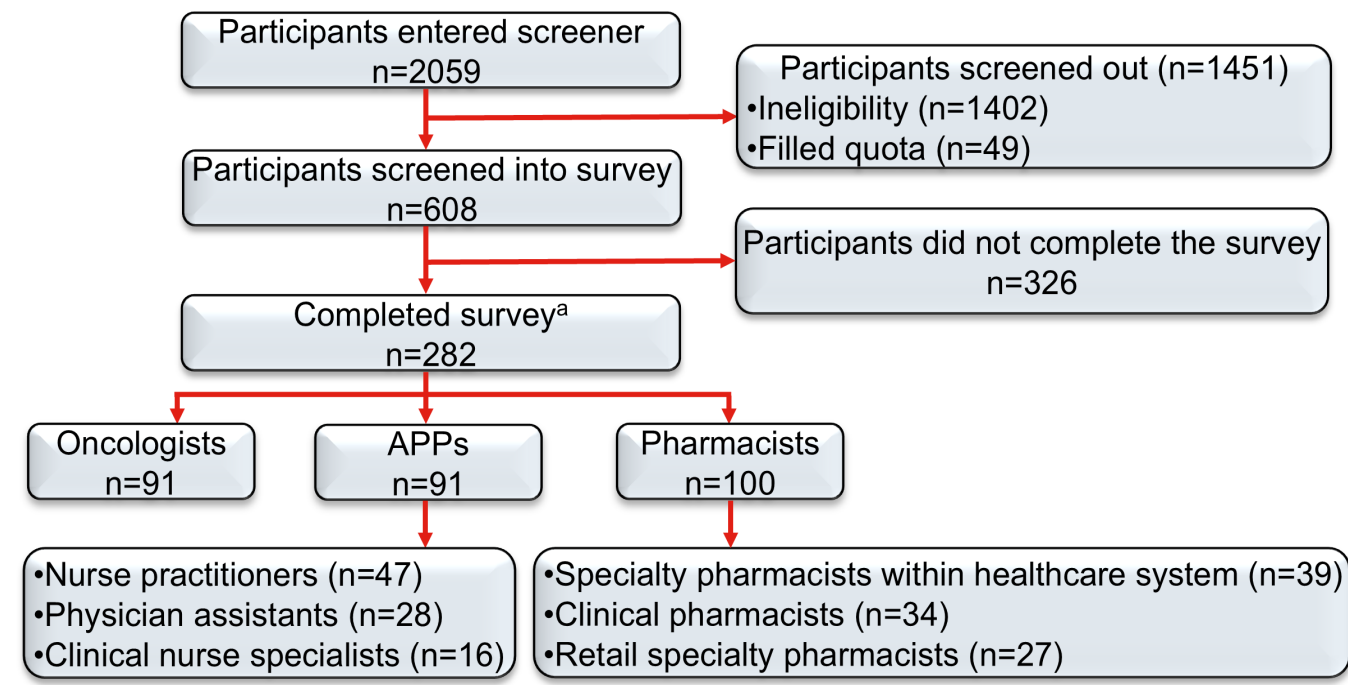 Participants entered screener
n=2059
Participants screened out (n=1451)
•Ineligibility (n=1402)
•Filled quota (n=49)
Participants screened into survey
n=608
Participants did not complete the survey
n=326
Completed surveyᵃ
n=282
Oncologists
n=91
APPs
n=91
Pharmacists
n=100
•Nurse practitioners (n=47)
•Physician assistants (n=28)
•Clinical nurse specialists (n=16)
•Specialty pharmacists within healthcare system (n=39)
•Clinical pharmacists (n=34)
•Retail specialty pharmacists (n=27)